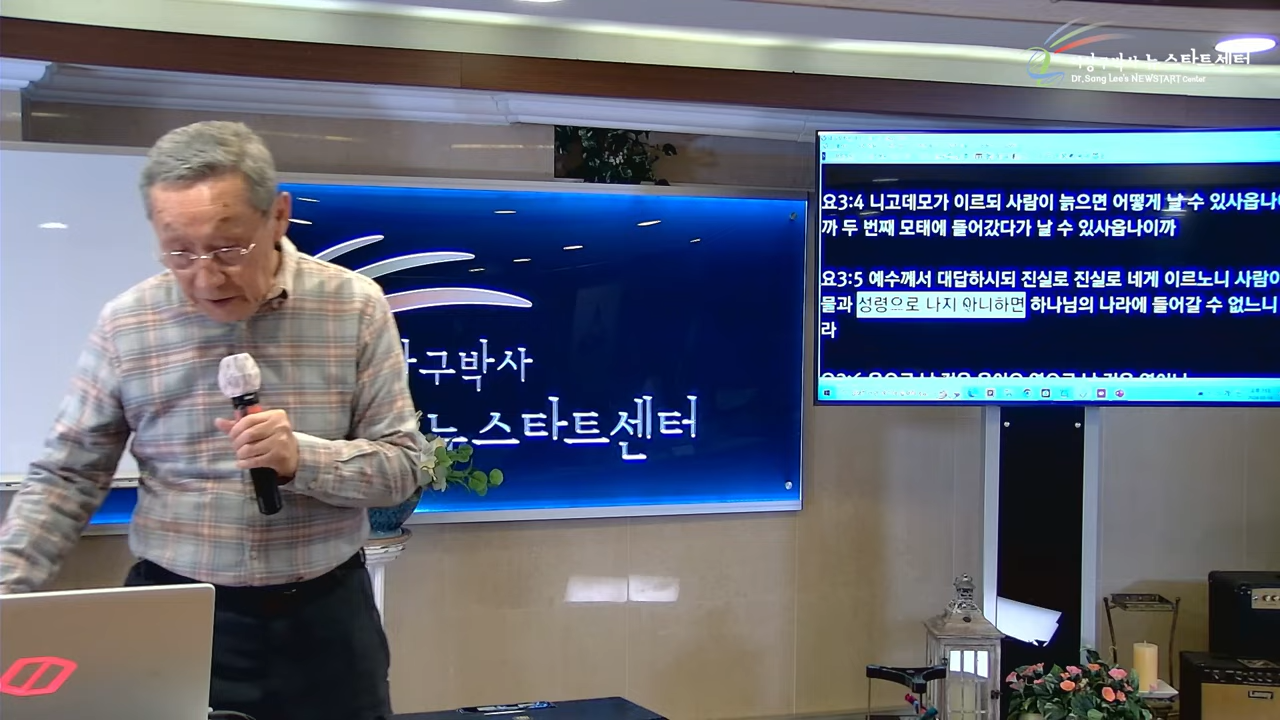 뉴스타트센터
Dr. Sang Lee's NEWSTART Center
요3:4 니고데모가 이르되 사람이 늙으면 어떻게 날 수 있사옵나이
까 두 번째 모태에 들어갔다가 날 수 있사옵나이까
요3:5 예수께서 대답하시되 진실로 진실로 네게 이르노니 사람이
물과 성령으로 나지 아니하면 하나님의 나라에 들어갈 수 없느니
라
구박사
뉴스타트센터